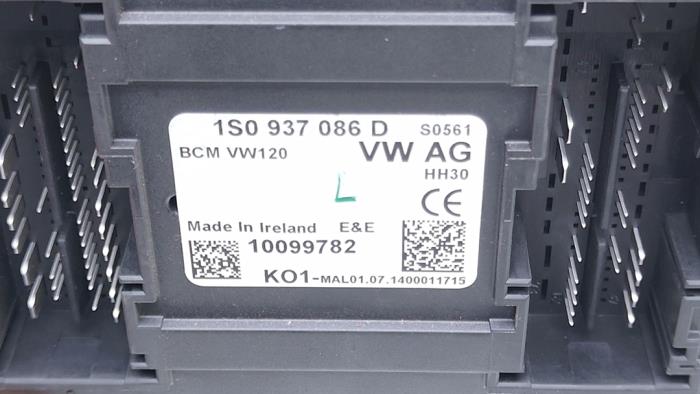 1S0 937 086 D S0561
BCM VW120 VW AG
HH30
L
CE
Made In Ireland E&E
10099782
KO1-MAL01.07.1400011715